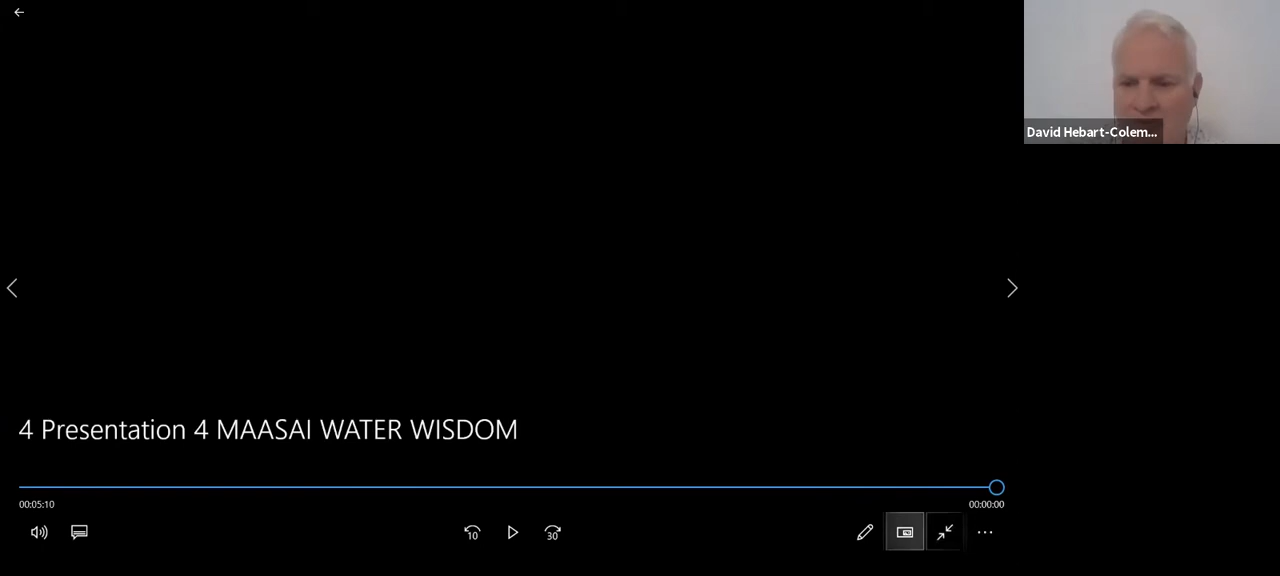 David Hebart-Colem...
4 Presentation 4 MAASAI WATER WISDOM
00:05:10
00:00:00
10
30